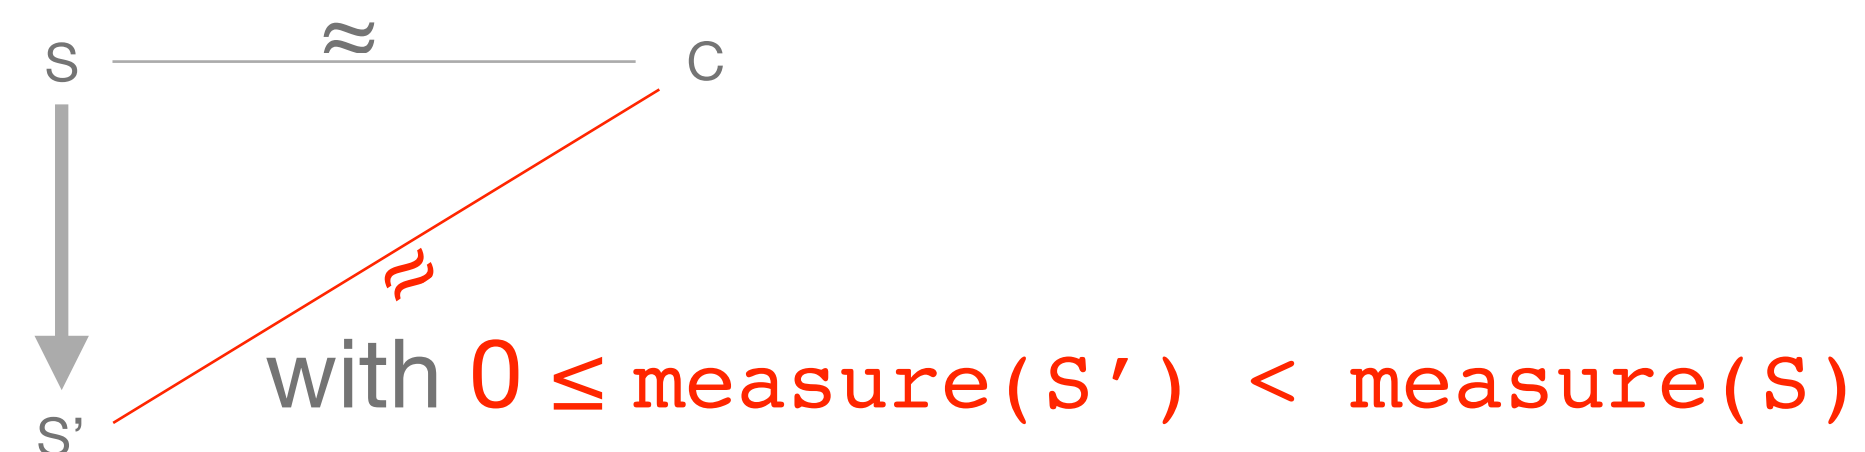 ≈
S C
≈
with 0 ≤ measure(S’) < measure(S)
S’